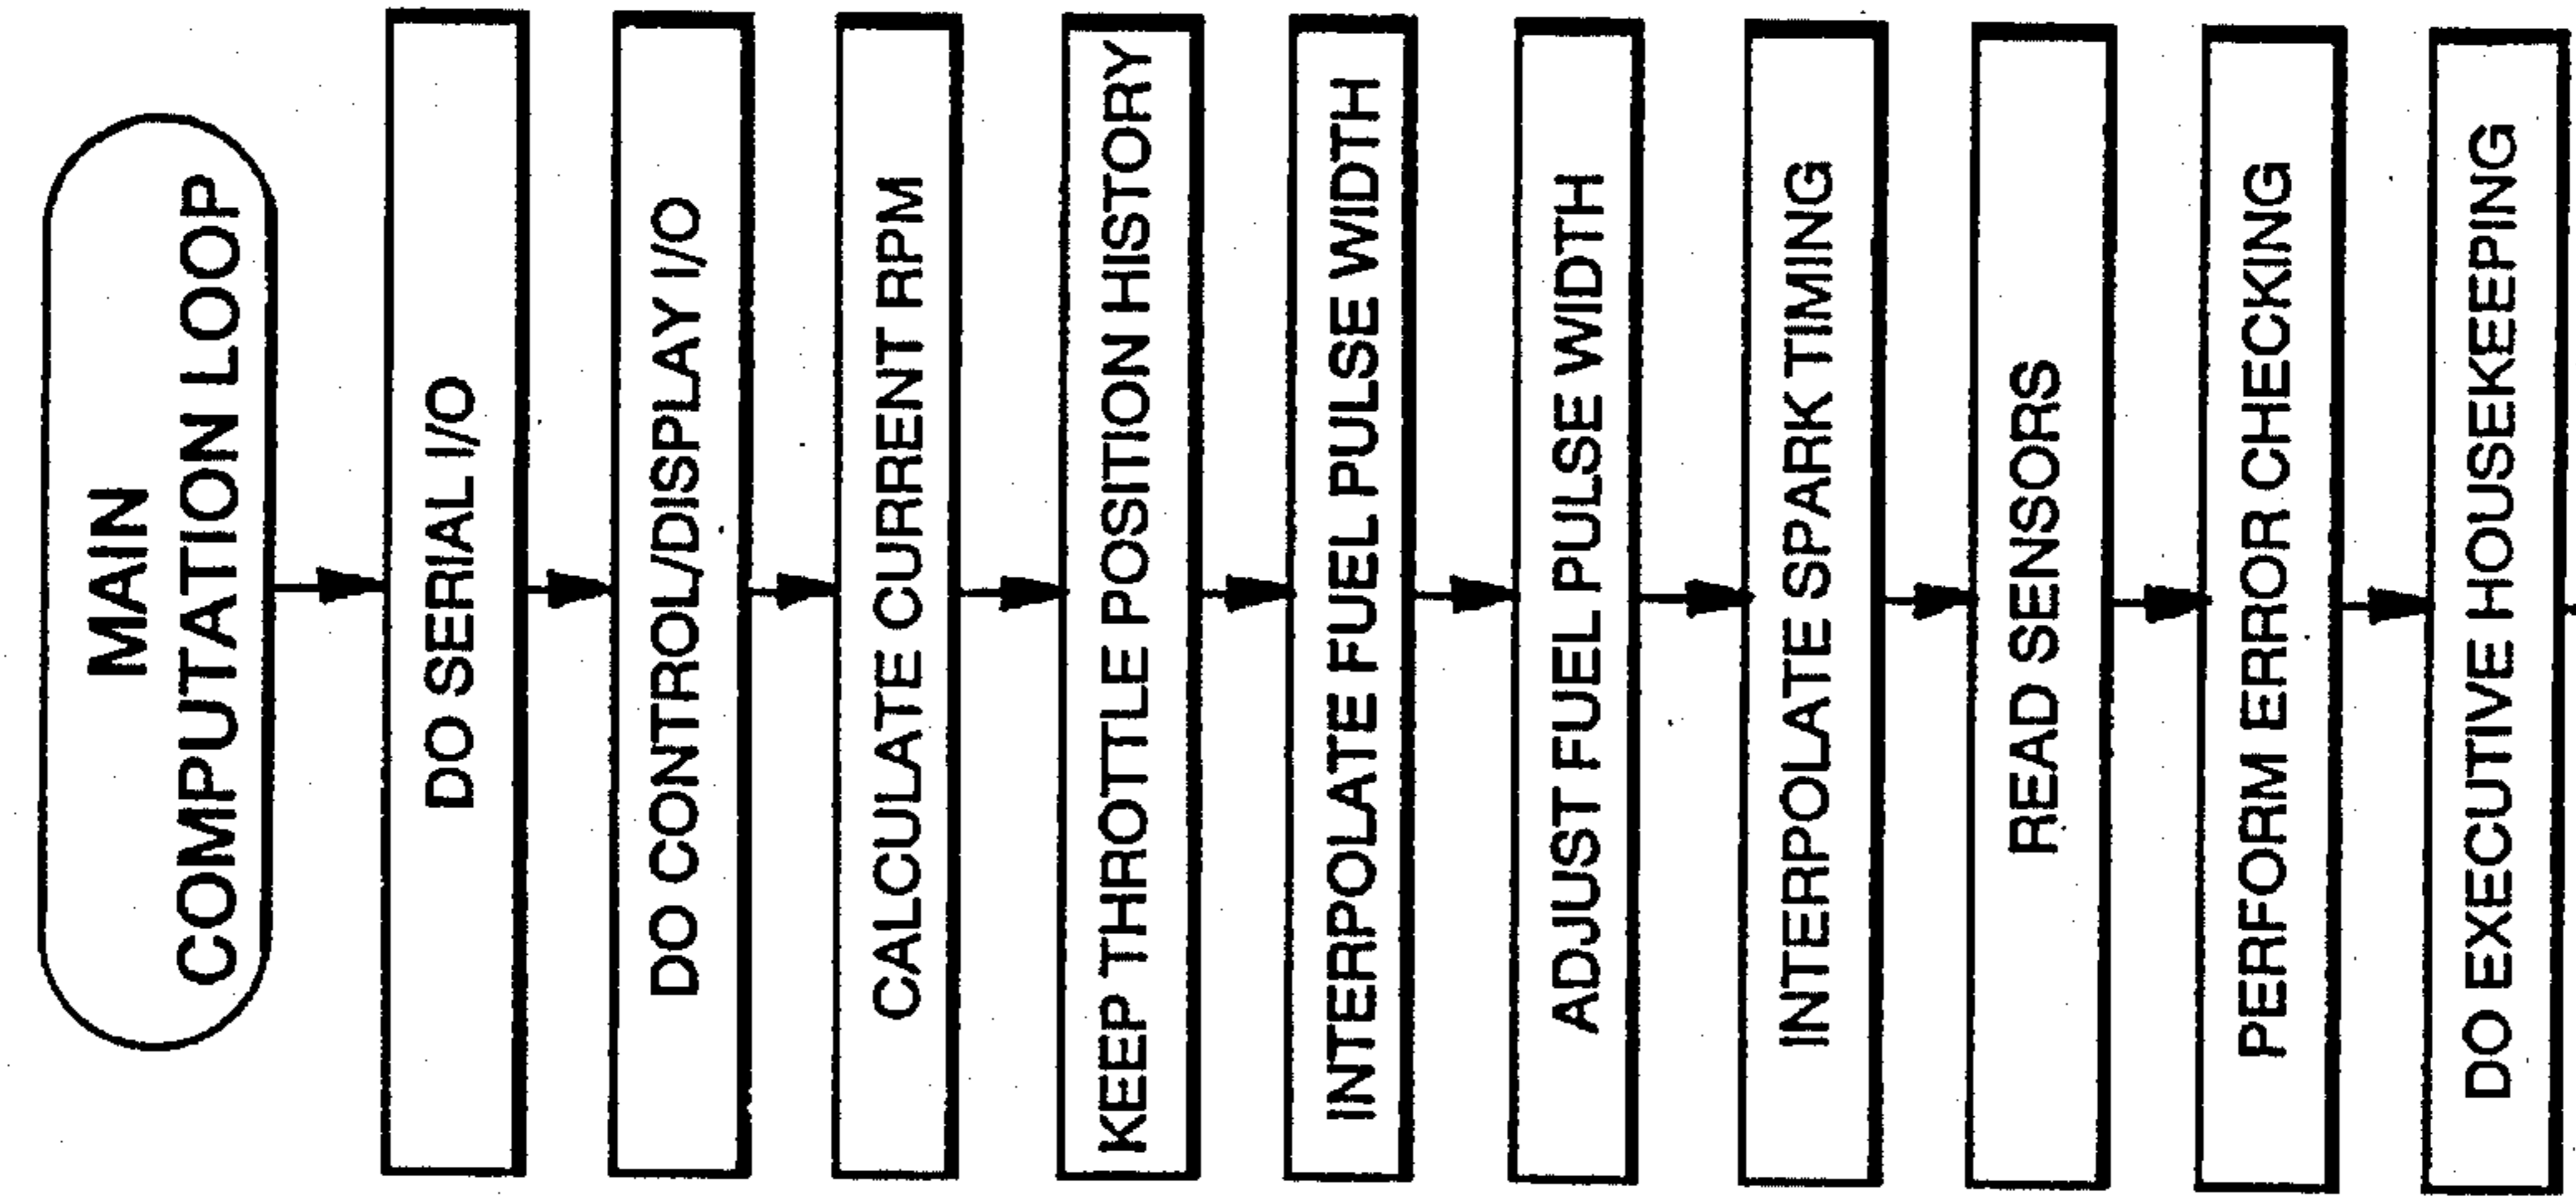 MAIN
COMPUTATION LOOP
DO SERIAL I/O
DO CONTROL/DISPLAY I/O
CALCULATE CURRENT RPM
KEEP THROTTLE POSITION HISTORY
INTERPOLATE FUEL PULSE WIDTH
ADJUST FUEL PULSE WIDTH
INTERPOLATE SPARK TIMING
READ SENSORS
PERFORM ERROR CHECKING
DO EXECUTIVE HOUSEKEEPING